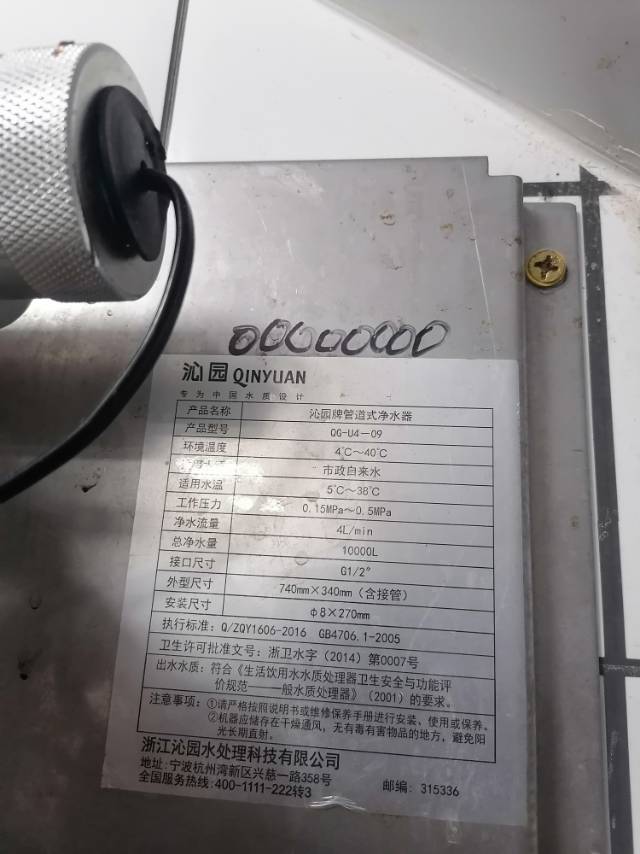 00000000
沁园 QINYUAN
专为中国水质设计
产品名称 沁园牌管道式净水器
产品型号 QG-U4-09
环境温度 4℃～40℃
市政自来水
适用水温 5℃～38℃
工作压力 0.15MPa～0.5MPa
净水流量 4L/min
总净水量 10000L
接口尺寸 G1/2"
外型尺寸 740mm×340mm（含接管）
安装尺寸 φ8×270mm
执行标准: Q/ZQY1606-2016 GB4706.1-2005
卫生许可批准文号: 浙卫水字（2014）第0007号
出水水质: 符合《生活饮用水水质处理器卫生安全与功能评
价规范———一般水质处理器》（2001）的要求。
注意事项: ①请严格按照说明书或维修保养手册进行安装、使用或保养。
②机器应储存在干燥通风，无有毒有害物品的地方，避免阳
光长期直射。
浙江沁园水处理科技有限公司
地址: 宁波杭州湾新区兴慈一路358号
全国服务热线:400-1111-222转3 邮编: 315336